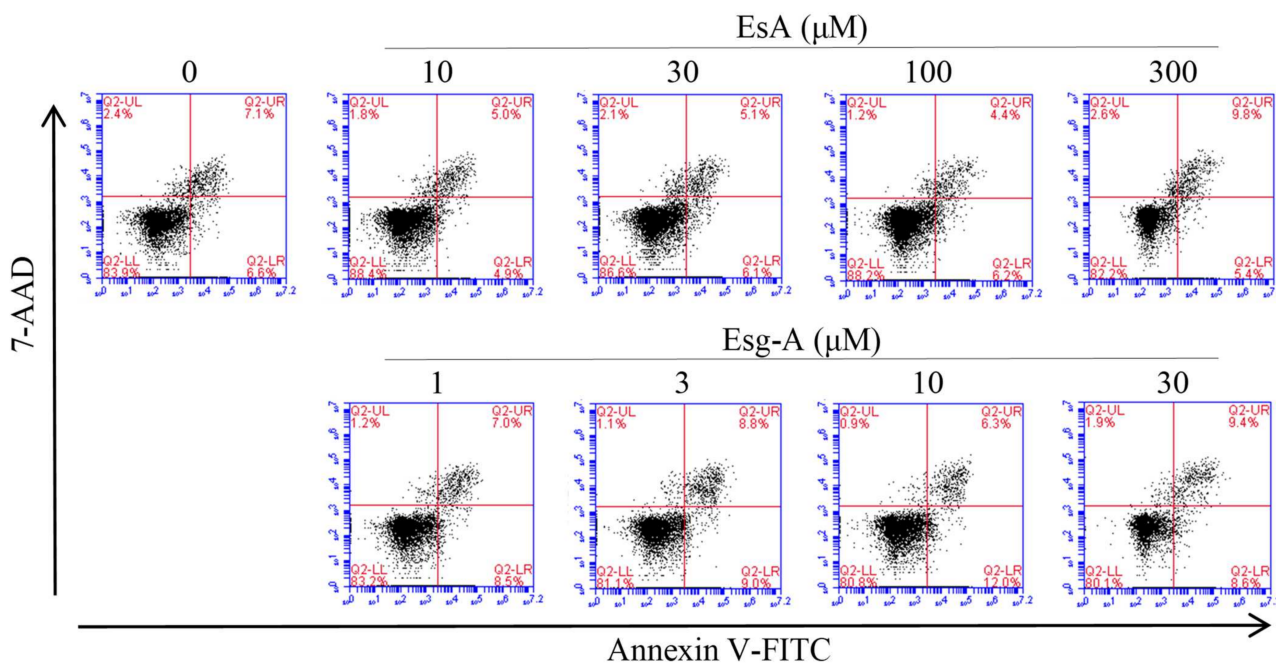 EsA (μM)
0 10 30 100 300
Q2-UL Q2-UR Q2-UL Q2-UR Q2-UL Q2-UR Q2-UL Q2-UR Q2-UL Q2-UR
2.4% 7.1% 1.8% 5.0% 2.1% 5.1% 1.2% 4.4% 2.6% 9.8%
Q2-LL Q2-LR Q2-LL Q2-LR Q2-LL Q2-LR Q2-LL Q2-LR Q2-LL Q2-LR
83.9% 6.6% 88.4% 4.9% 86.6% 6.1% 88.2% 6.2% 82.2% 5.4%
7-AAD
Esg-A (μM)
1 3 10 30
Q2-UL Q2-UR Q2-UL Q2-UR Q2-UL Q2-UR Q2-UL Q2-UR
1.2% 7.0% 1.1% 8.8% 0.9% 6.3% 1.9% 9.4%
Q2-LL Q2-LR Q2-LL Q2-LR Q2-LL Q2-LR Q2-LL Q2-LR
83.2% 8.5% 81.1% 9.0% 80.8% 12.0% 80.1% 8.6%
Annexin V-FITC